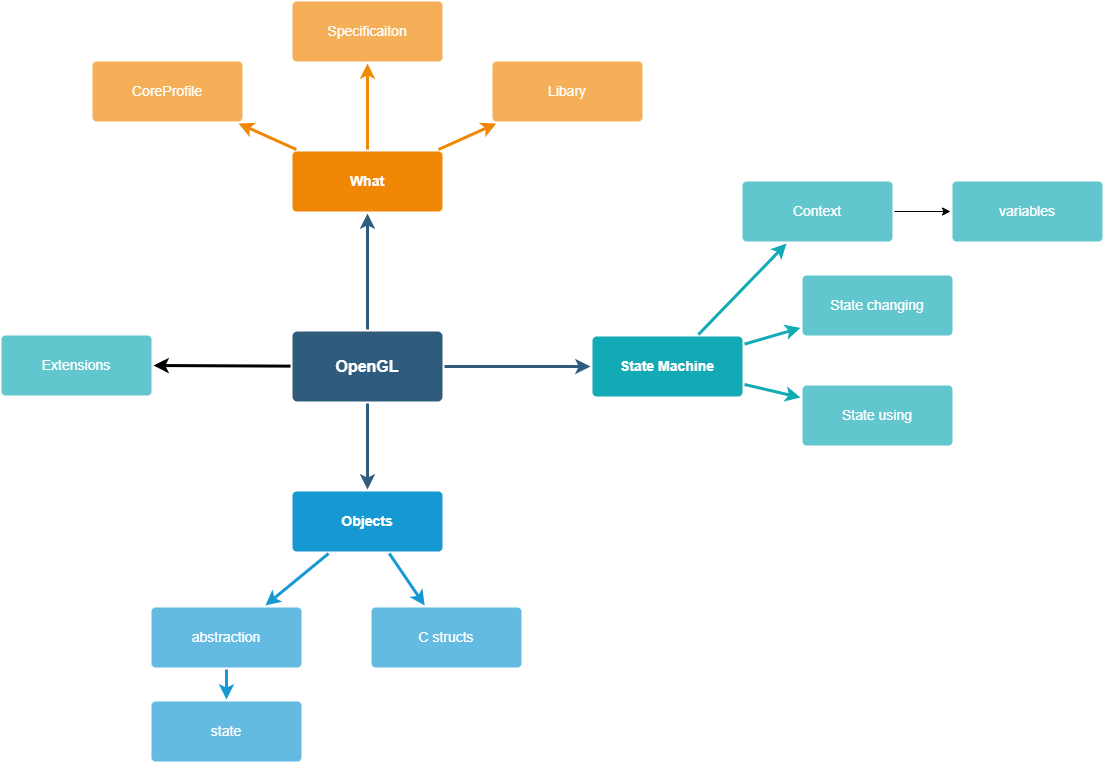 Specificaiton
CoreProfile
Libary
What
Context
variables
State changing
Extensions
OpenGL
State Machine
State using
Objects
abstraction
C structs
state